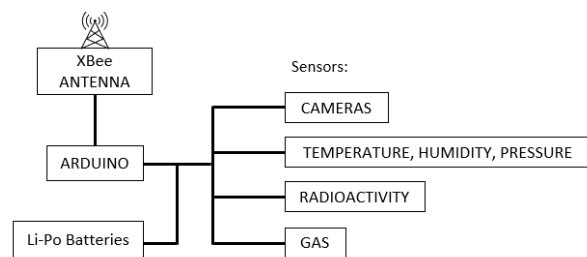 XBee
ANTENNA
Sensors:
CAMERAS
ARDUINO
TEMPERATURE, HUMIDITY, PRESSURE
RADIOACTIVITY
Li-Po Batteries
GAS